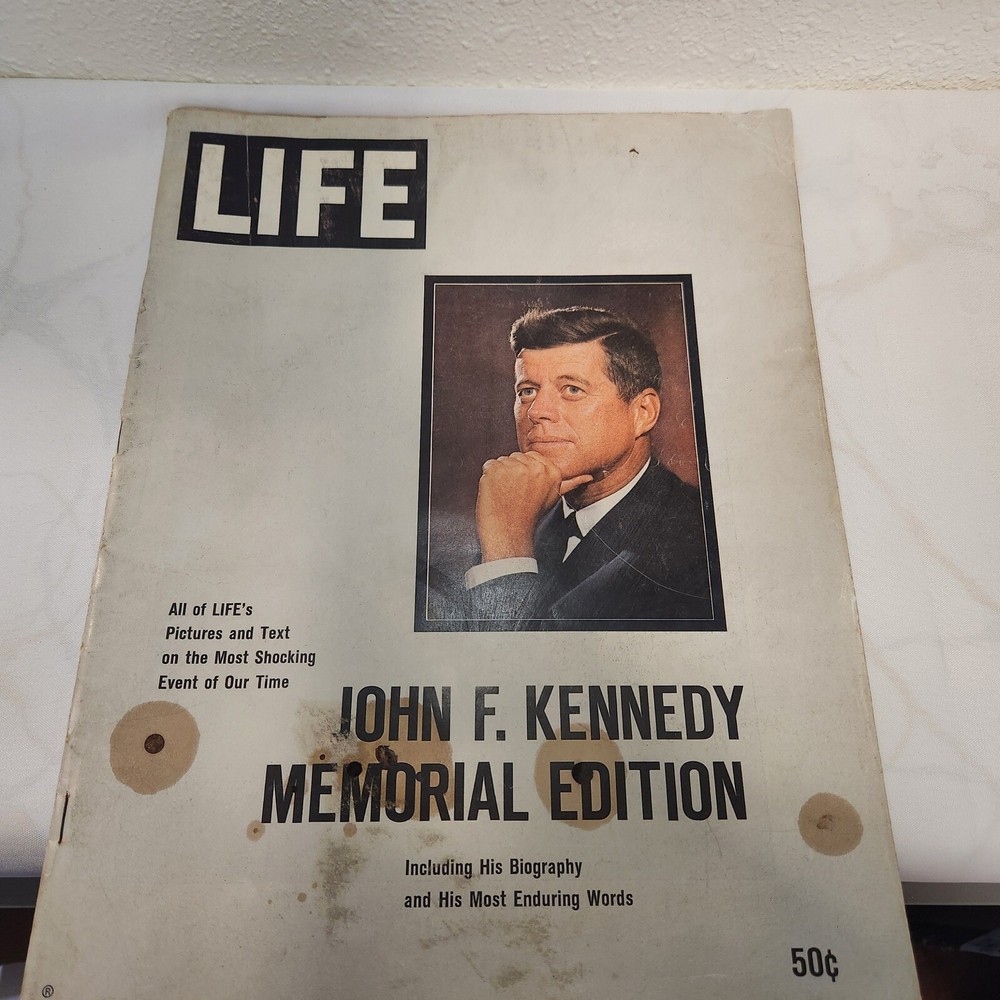 LIFE
All of LIFE's
Pictures and Text
on the Most Shocking
Event of Our Time
JOHN F. KENNEDY
MEMORIAL EDITION
Including His Biography
and His Most Enduring Words
50¢
®